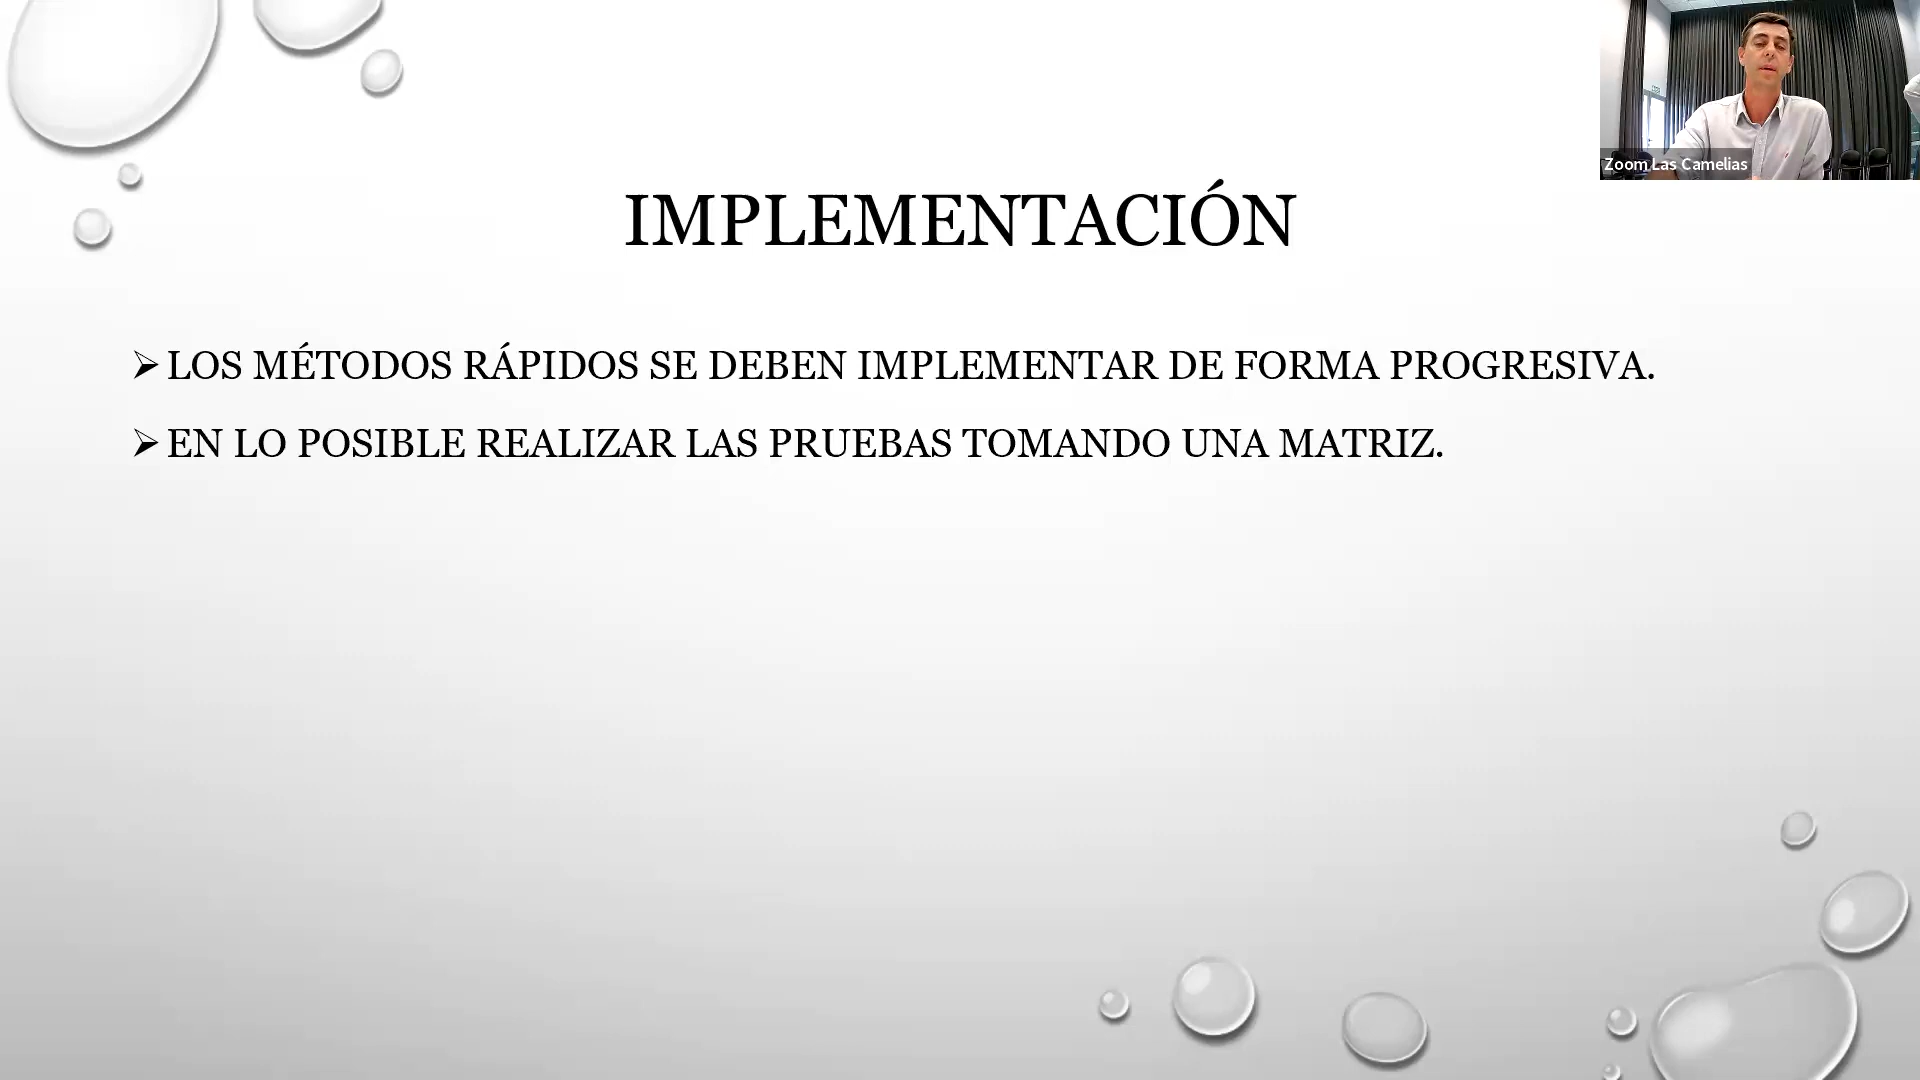 Zoom Las Camelias
IMPLEMENTACIÓN
➢ LOS MÉTODOS RÁPIDOS SE DEBEN IMPLEMENTAR DE FORMA PROGRESIVA.
➢ EN LO POSIBLE REALIZAR LAS PRUEBAS TOMANDO UNA MATRIZ.